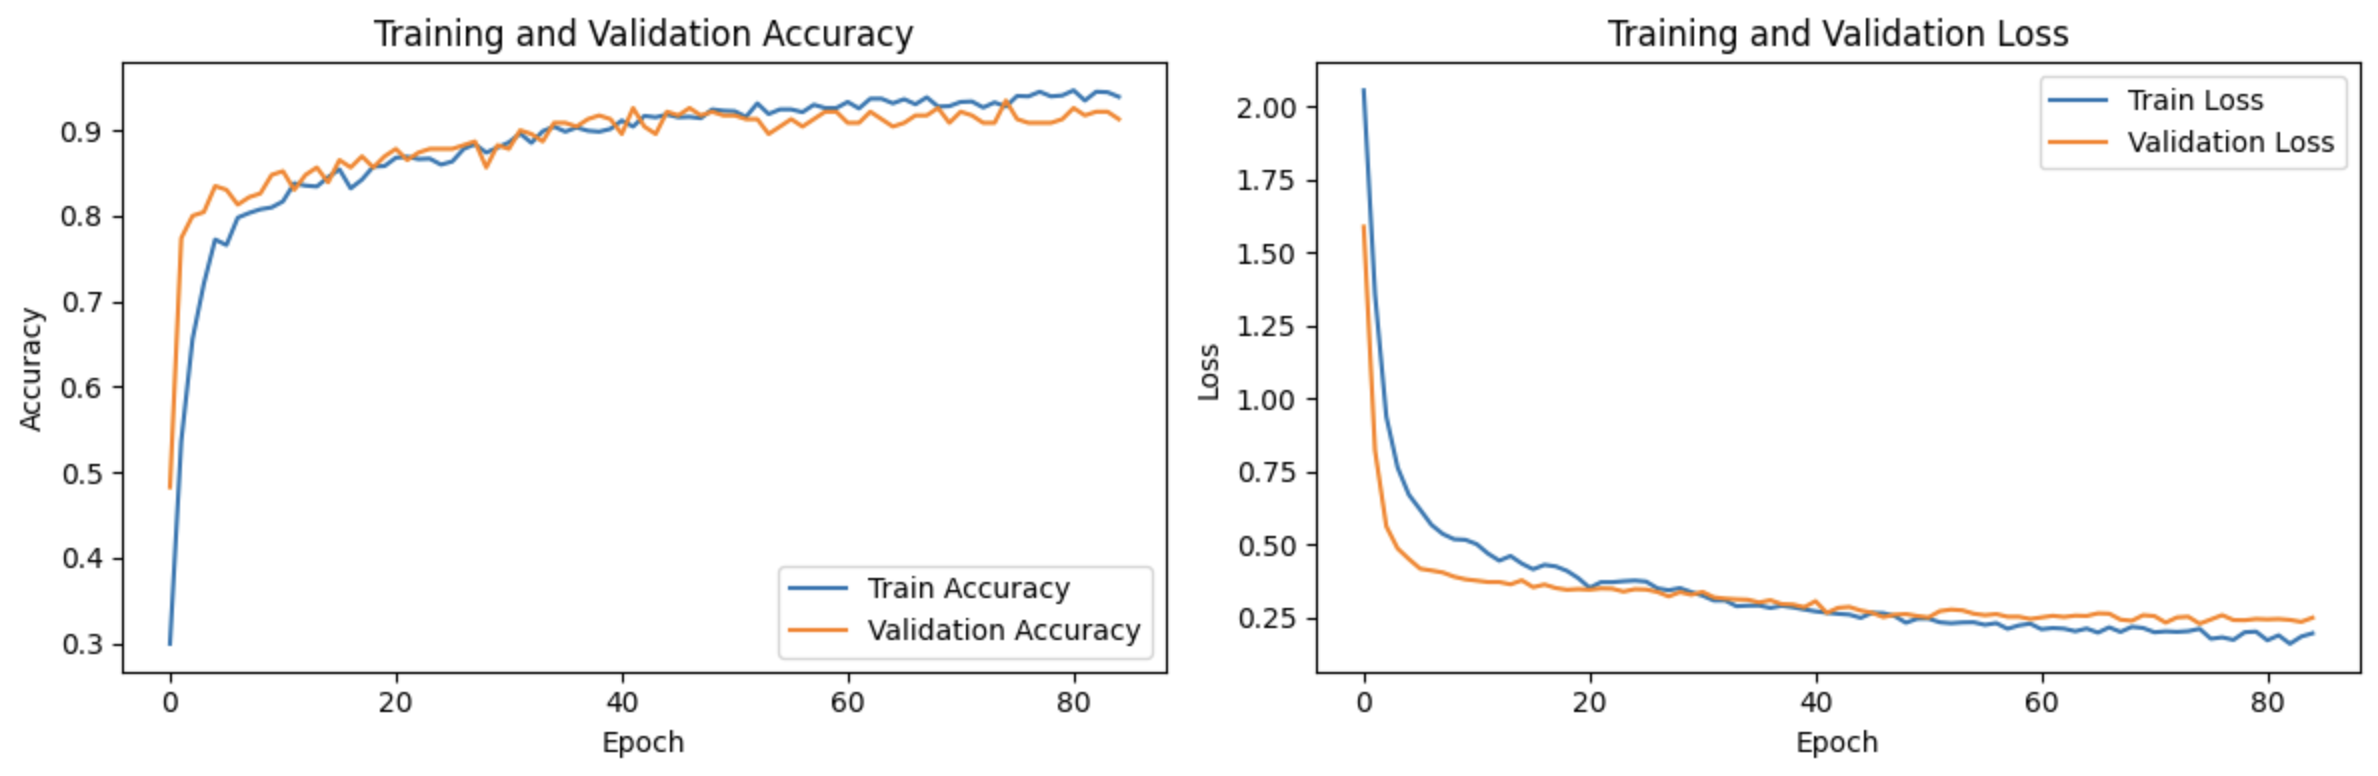 Training and Validation Accuracy
Accuracy
0.9
0.8
0.7
0.6
0.5
0.4
0.3
0 20 40 60 80
Epoch
Train Accuracy
Validation Accuracy
Training and Validation Loss
Loss
2.00
1.75
1.50
1.25
1.00
0.75
0.50
0.25
0 20 40 60 80
Epoch
Train Loss
Validation Loss